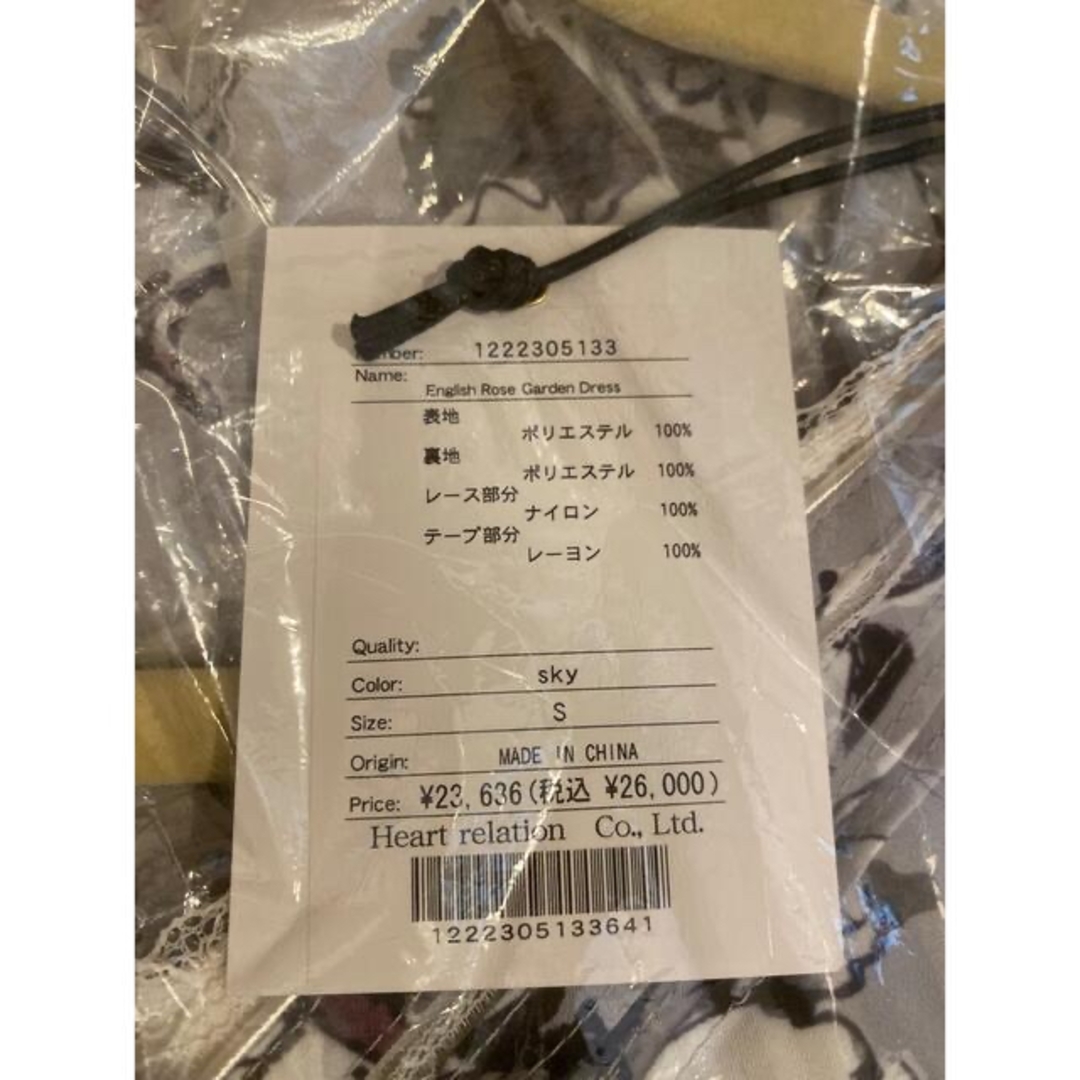 Number: 1222305133
Name: English Rose Garden Dress
表地
ポリエステル 100%
裏地
ポリエステル 100%
レース部分
ナイロン 100%
テープ部分
レーヨン 100%
Quality:
Color: sky
Size: S
Origin: MADE IN CHINA
Price: ¥23,636(税込 ¥26,000)
Heart relation Co., Ltd.
1222305133641